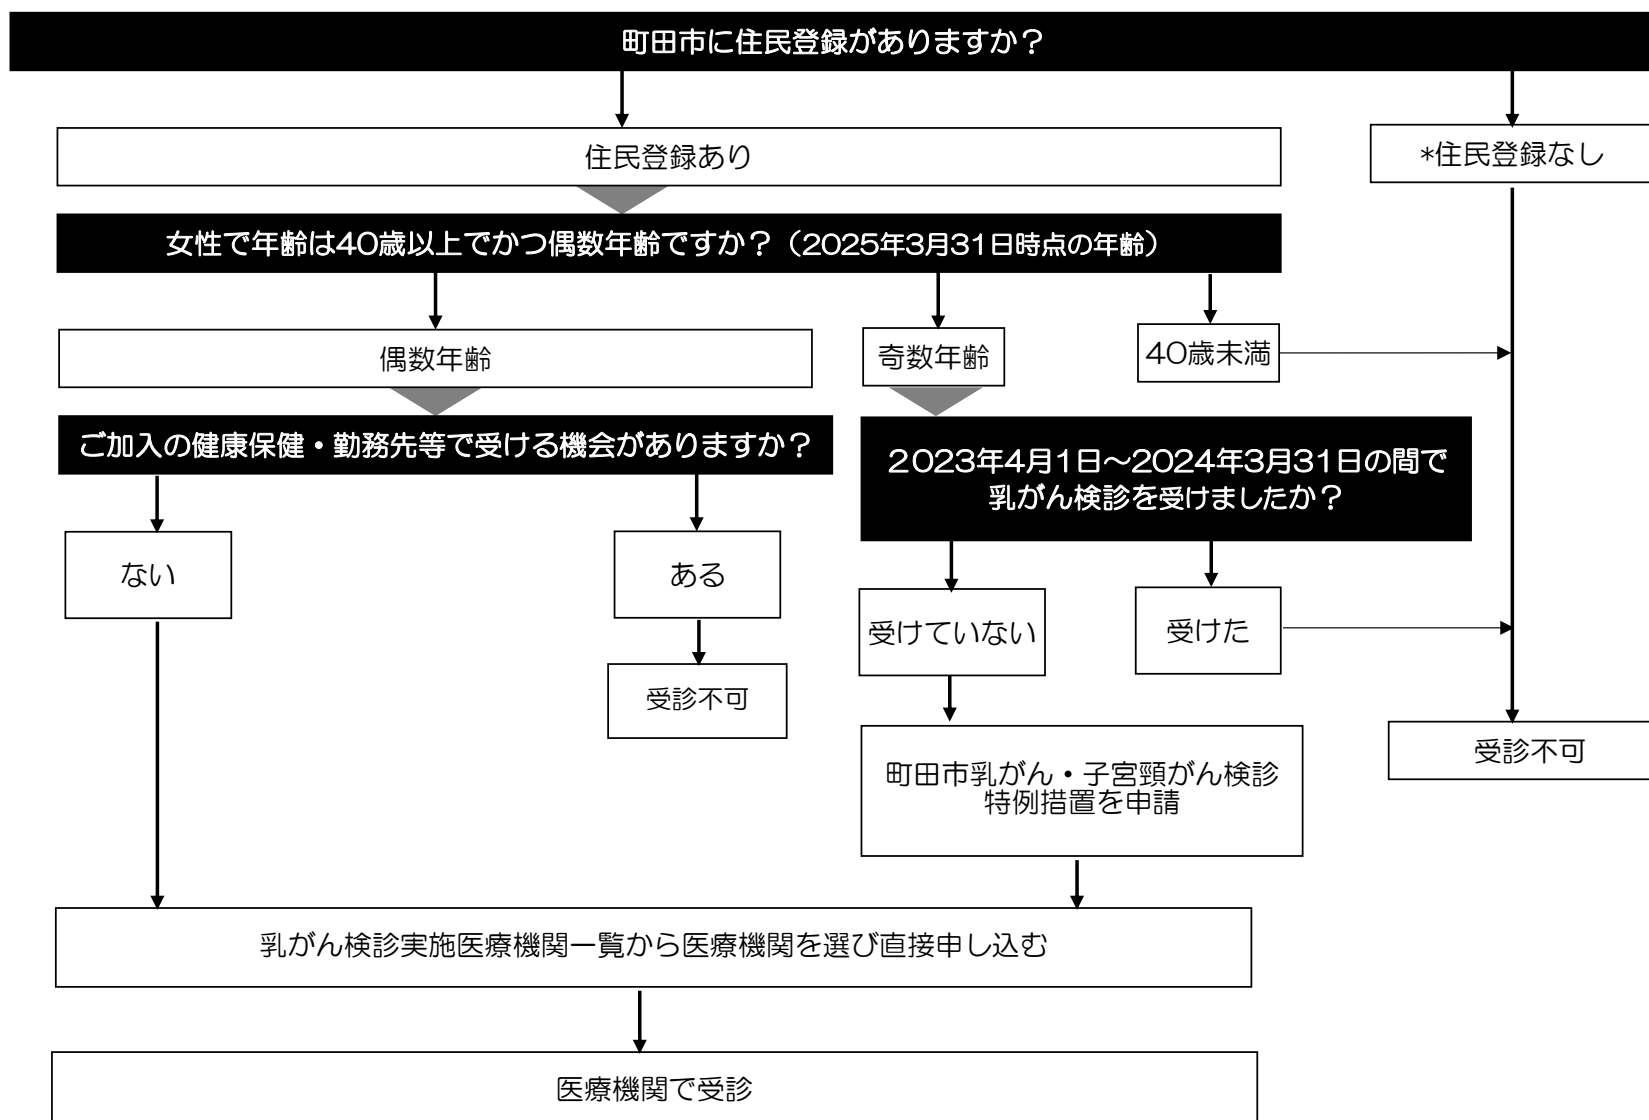 町田市に住民登録がありますか？
住民登録あり
*住民登録なし
女性で年齢は40歳以上でかつ偶数年齢ですか？（2025年3月31日時点の年齢）
偶数年齢
奇数年齢
40歳未満
ご加入の健康保健・勤務先等で受ける機会がありますか？
2023年4月1日～2024年3月31日の間で
乳がん検診を受けましたか？
ない
ある
受けていない
受けた
受診不可
町田市乳がん・子宮頸がん検診
特例措置を申請
受診不可
乳がん検診実施医療機関一覧から医療機関を選び直接申し込む
医療機関で受診